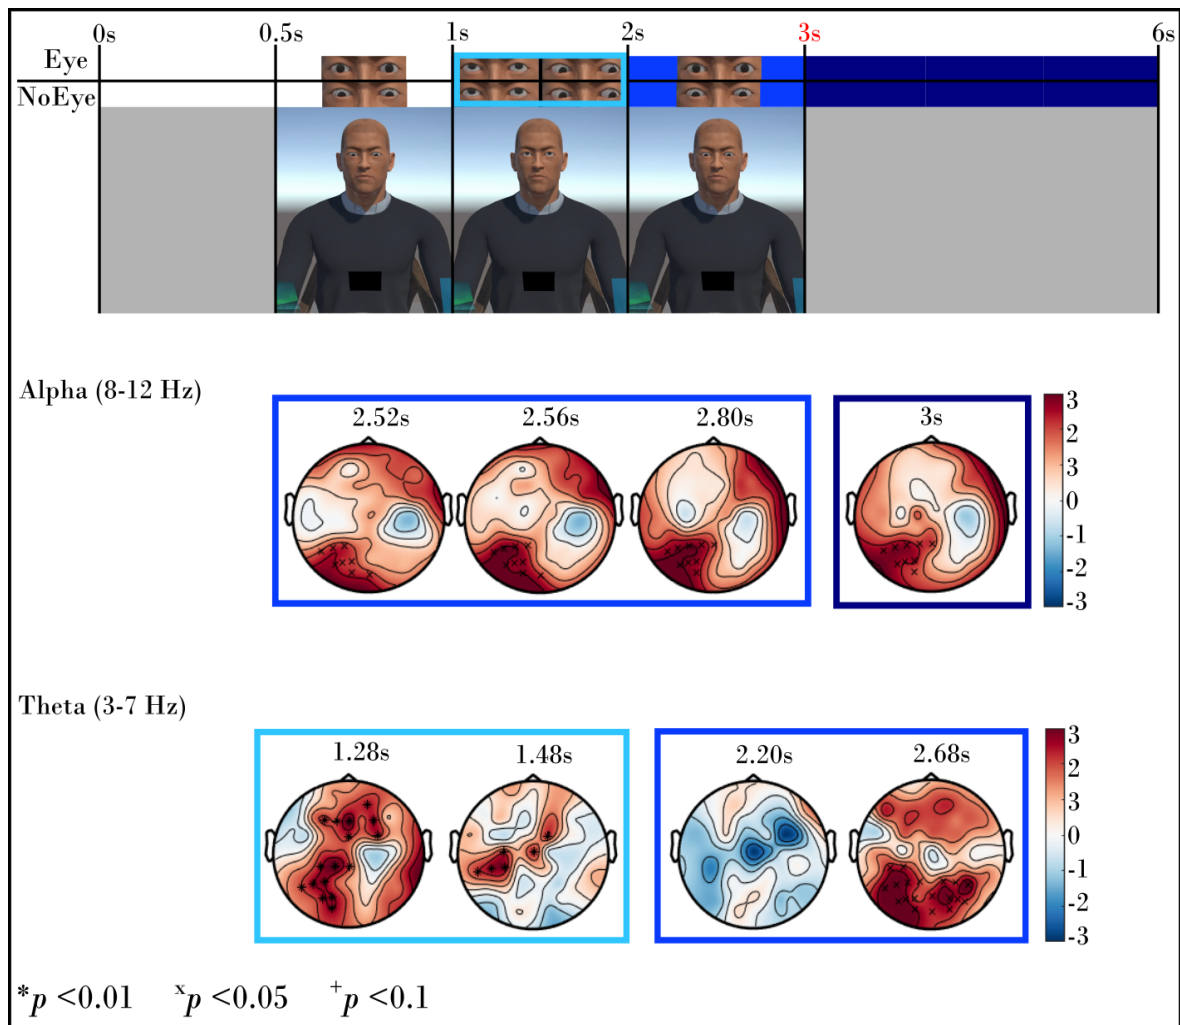 0s 0.5s 1s 2s 3s 6s
Eye
NoEye
Alpha (8-12 Hz)
2.52s 2.56s 2.80s 3s
3
2
3
0
-1
-2
-3
Theta (3-7 Hz)
1.28s 1.48s 2.20s 2.68s
3
2
3
0
-1
-2
-3
*p <0.01 xp <0.05 +p <0.1